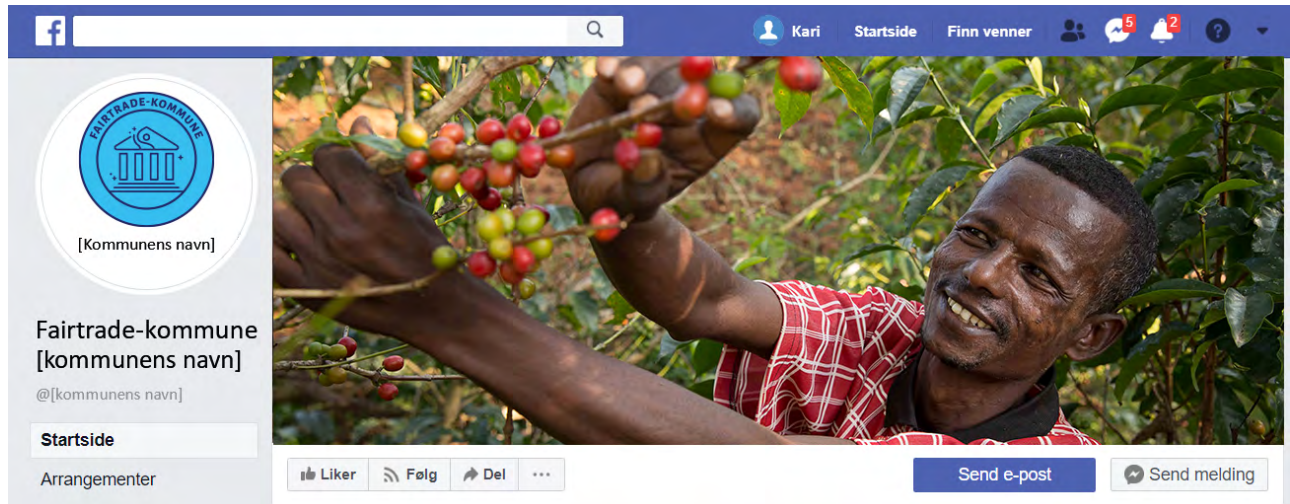 f
Kari Startside Finn venner 5 2 ?
FAIRTRADE-KOMMUNE
[Kommunens navn]
Fairtrade-kommune
[kommunens navn]
@[kommunens navn]
Startside
Arrangementer
Liker Følg Del ...
Send e-post Send melding